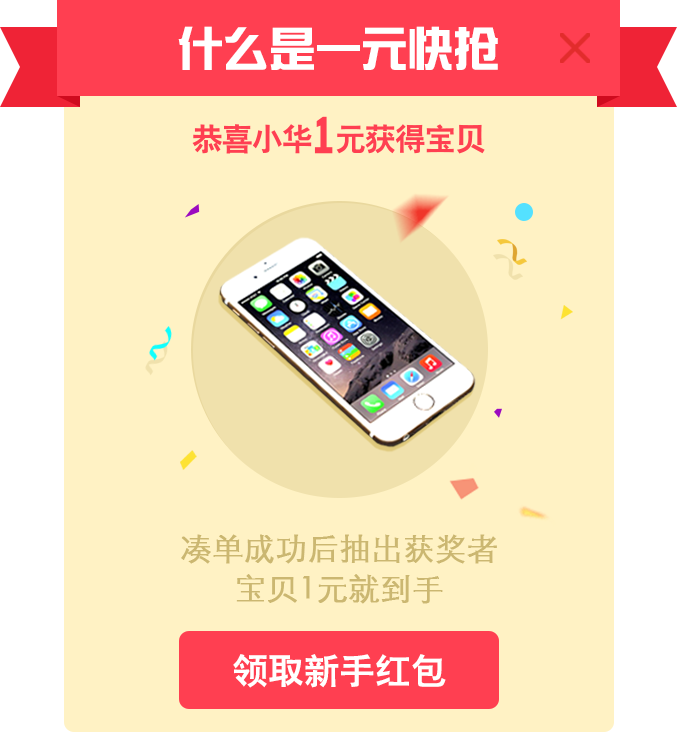 什么是一元快抢
恭喜小华1元获得宝贝
凑单成功后抽出获奖者
宝贝1元就到手
领取新手红包